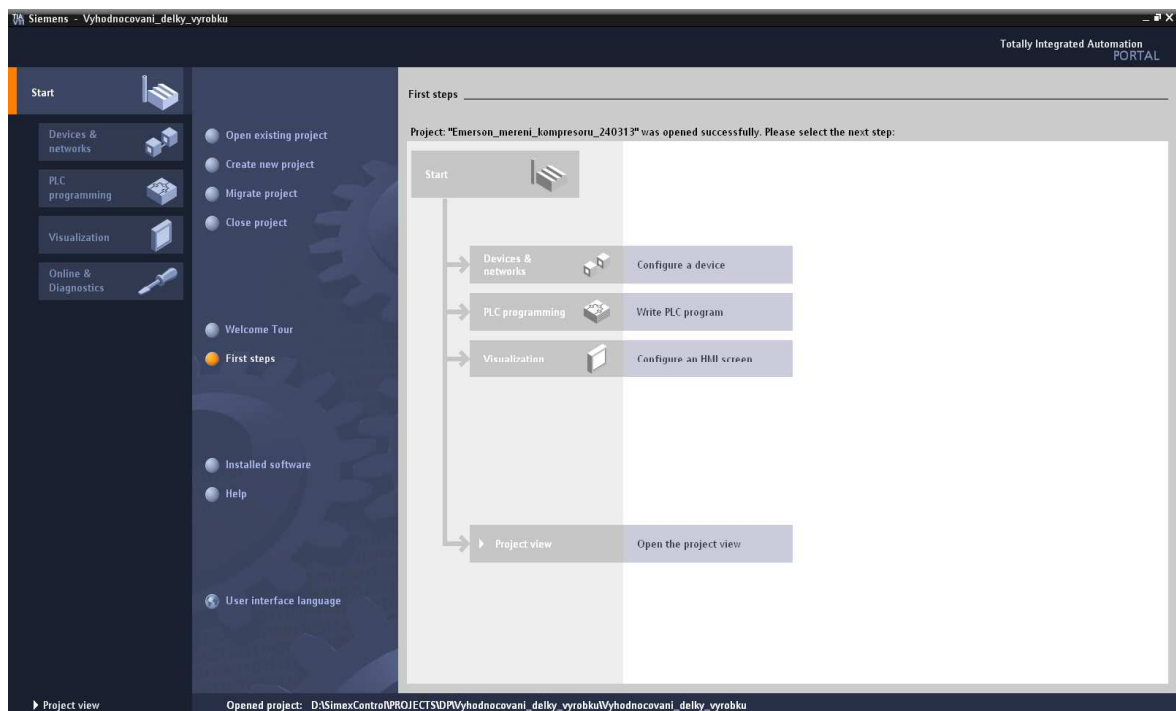 Siemens - Vyhodnocovani_delky_vyrobku
Totally Integrated Automation
PORTAL
Start
Devices &
networks
PLC
programming
Visualization
Online &
Diagnostics
Open existing project
Create new project
Migrate project
Close project
Welcome Tour
First steps
Installed software
Help
User interface language
First steps
Project: "Emerson_mereni_kompresoru_240313" was opened successfully. Please select the next step:
Start
Devices &
networks
Configure a device
PLC programming
Write PLC program
Visualization
Configure an HMI screen
Project view
Open the project view
Project view
Opened project: D:\SimexControl\PROJECTS\DP\Vyhodnocovani_delky_vyrobku\Vyhodnocovani_delky_vyrobku